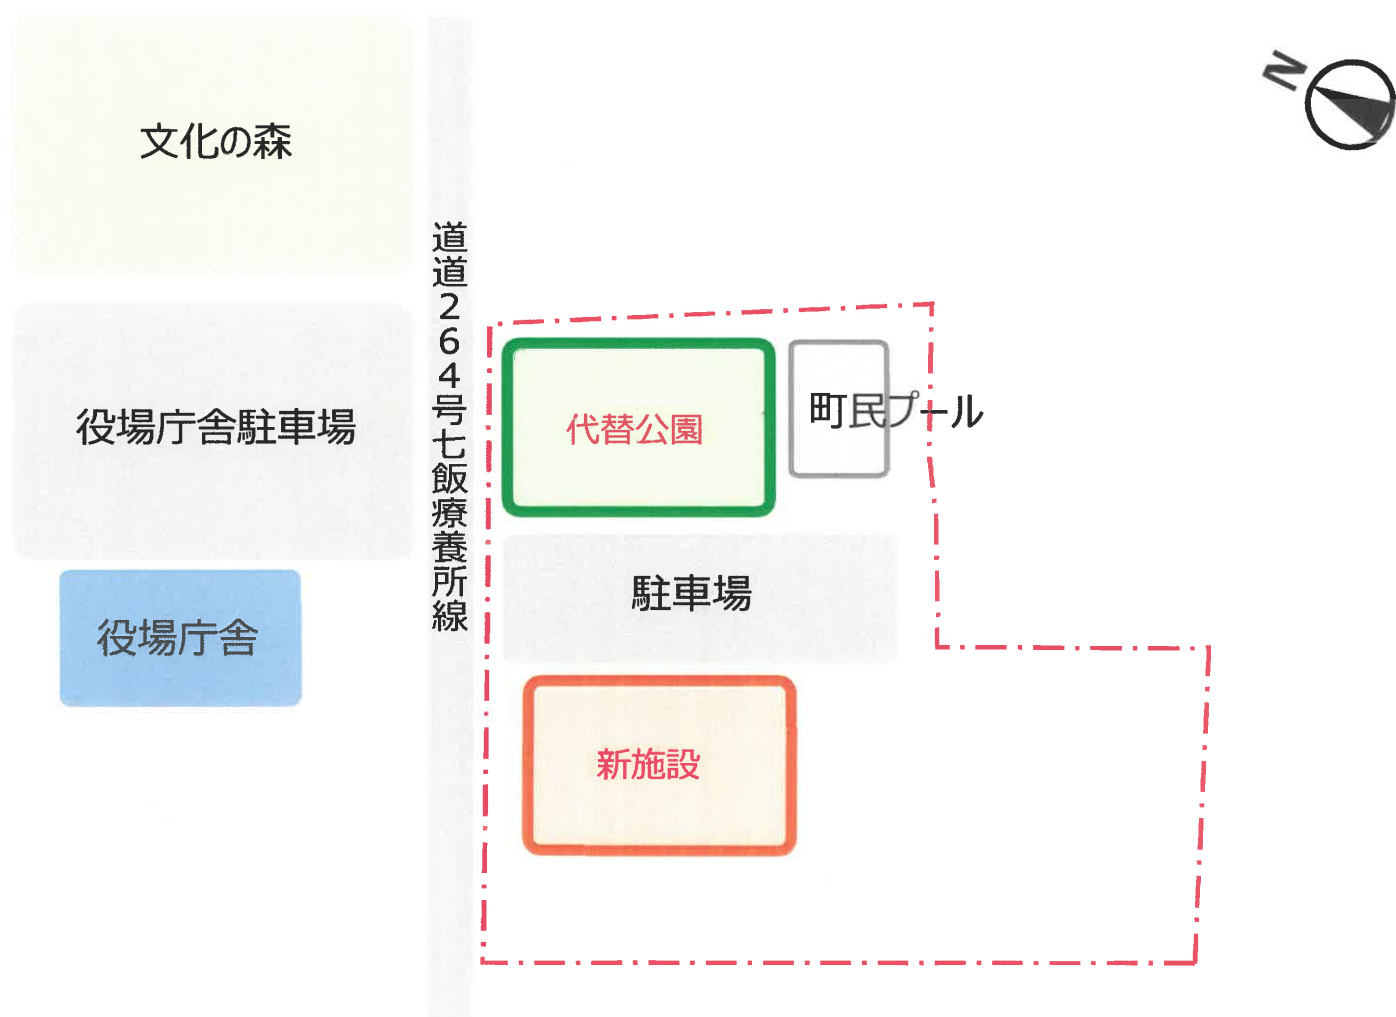 文化の森
N
道道264号七飯療養所線
役場庁舎駐車場
代替公園
町民プール
駐車場
役場庁舎
新施設